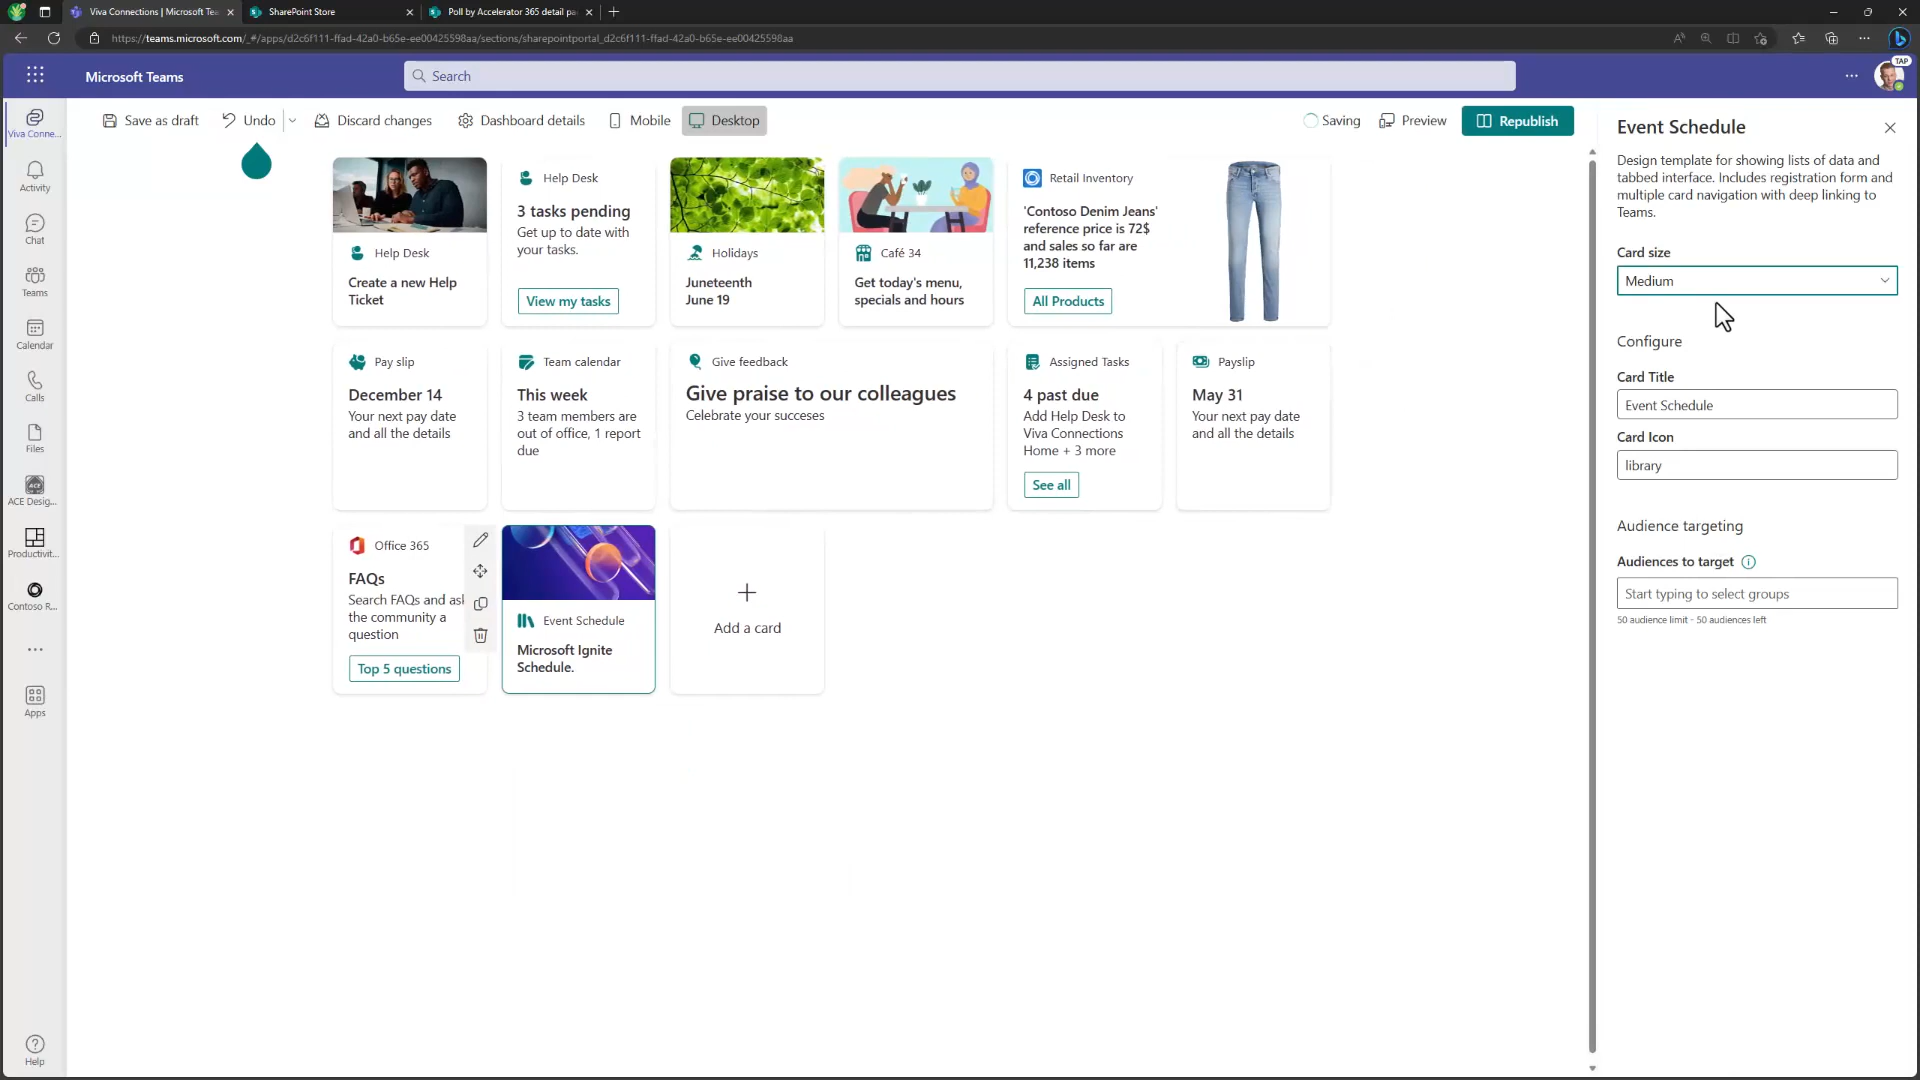 Viva Connections | Microsoft Tea
SharePoint Store
Poll by Accelerator 365 detail pa
https://teams.microsoft.com/_#/apps/d2c6f111-ffad-42a0-b65e-ee00425598aa/sections/sharepointportal_d2c6f111-ffad-42a0-b65e-ee00425598aa
Microsoft Teams
Search
TAP
Viva Conne...
Activity
Chat
Teams
Calendar
Calls
Files
ACE
ACE Desig...
Productivit...
Contoso R...
Apps
Help
Save as draft
Undo
Discard changes
Dashboard details
Mobile
Desktop
Saving
Preview
Republish
Help Desk
Create a new Help
Ticket
Help Desk
3 tasks pending
Get up to date with
your tasks.
View my tasks
Holidays
Juneteenth
June 19
Café 34
Get today's menu,
specials and hours
Retail Inventory
'Contoso Denim Jeans'
reference price is 72$
and sales so far are
11,238 items
All Products
Pay slip
December 14
Your next pay date
and all the details
Team calendar
This week
3 team members are
out of office, 1 report
due
Give feedback
Give praise to our colleagues
Celebrate your succeses
Assigned Tasks
4 past due
Add Help Desk to
Viva Connections
Home + 3 more
See all
Payslip
May 31
Your next pay date
and all the details
Office 365
FAQs
Search FAQs and ask
the community a
question
Top 5 questions
Event Schedule
Microsoft Ignite
Schedule.
Add a card
Event Schedule
Design template for showing lists of data and
tabbed interface. Includes registration form and
multiple card navigation with deep linking to
Teams.
Card size
Medium
Configure
Card Title
Event Schedule
Card Icon
library
Audience targeting
Audiences to target
Start typing to select groups
50 audience limit - 50 audiences left